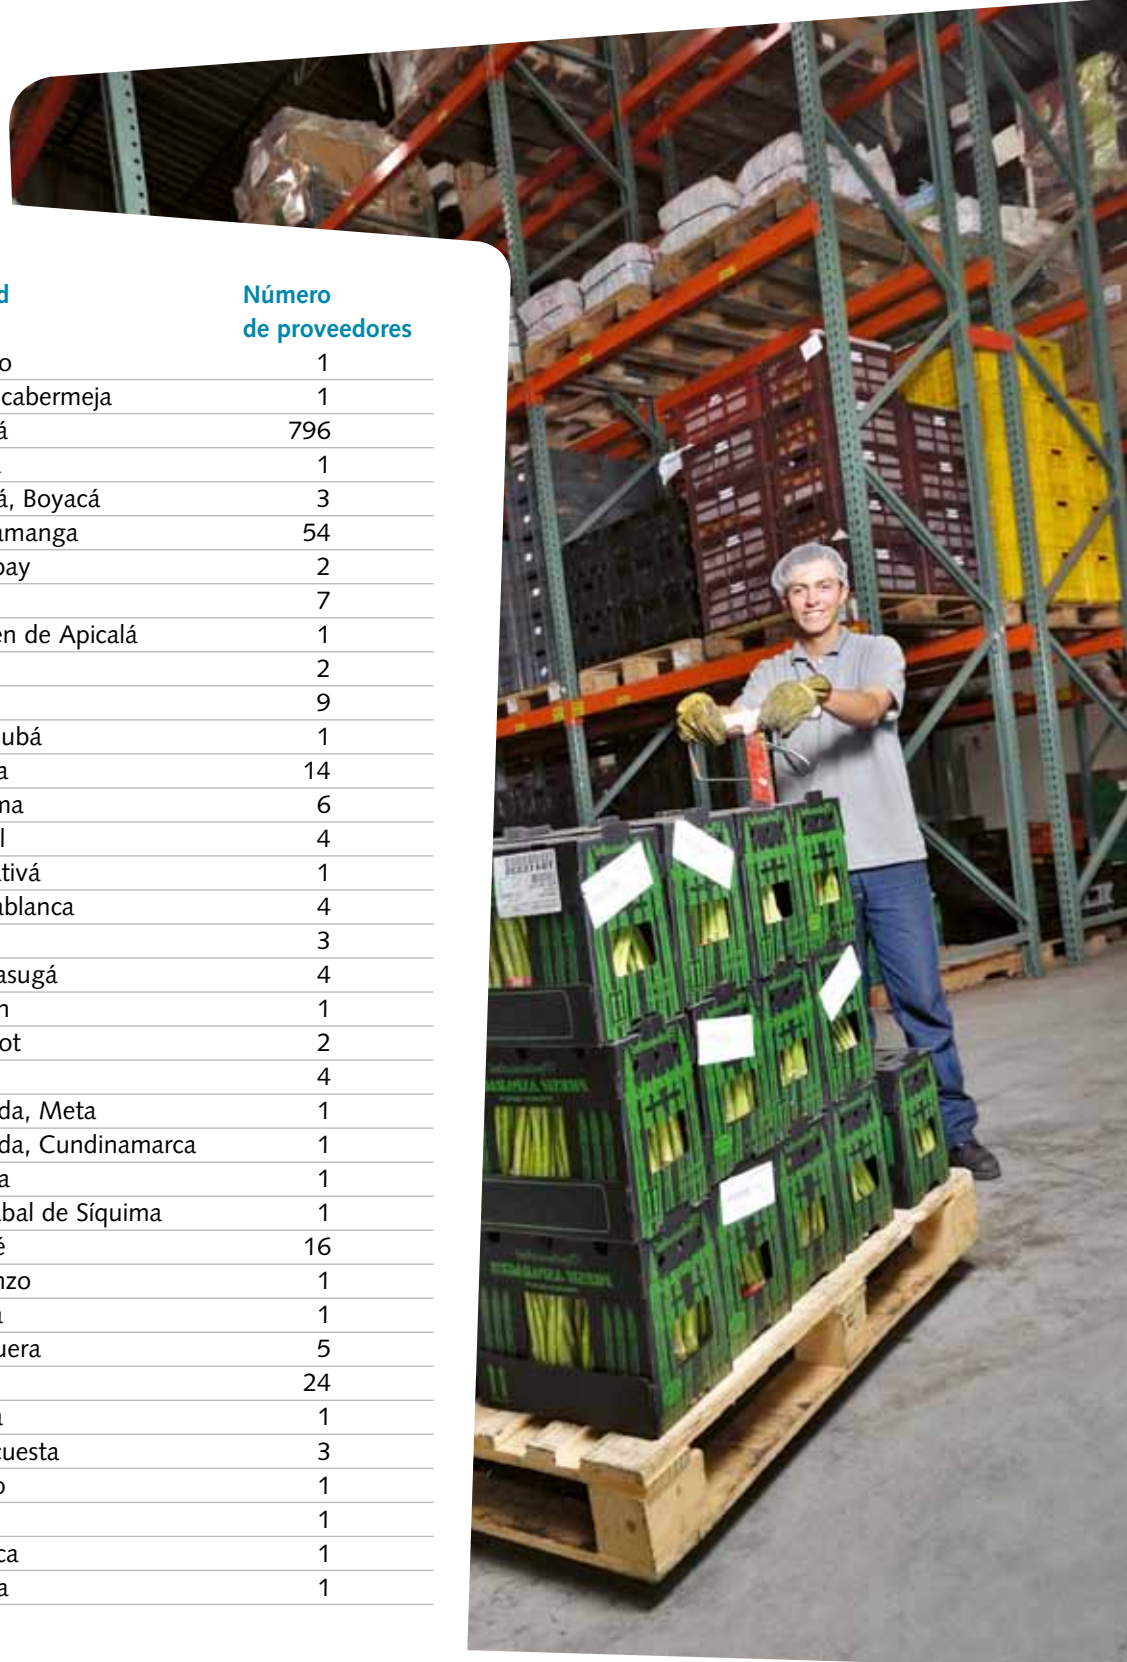 d Número
de proveedores
o 1
cabermeja 1
á 796
1
á, Boyacá 3
amanga 54
pay 2
7
en de Apicalá 1
2
9
ubá 1
a 14
ma 6
l 4
tivá 1
ablanca 4
3
asugá 4
n 1
ot 2
4
da, Meta 1
da, Cundinamarca 1
a 1
abal de Síquima 1
é 16
nzo 1
a 1
uera 5
24
a 1
cuesta 3
o 1
1
ca 1
a 1